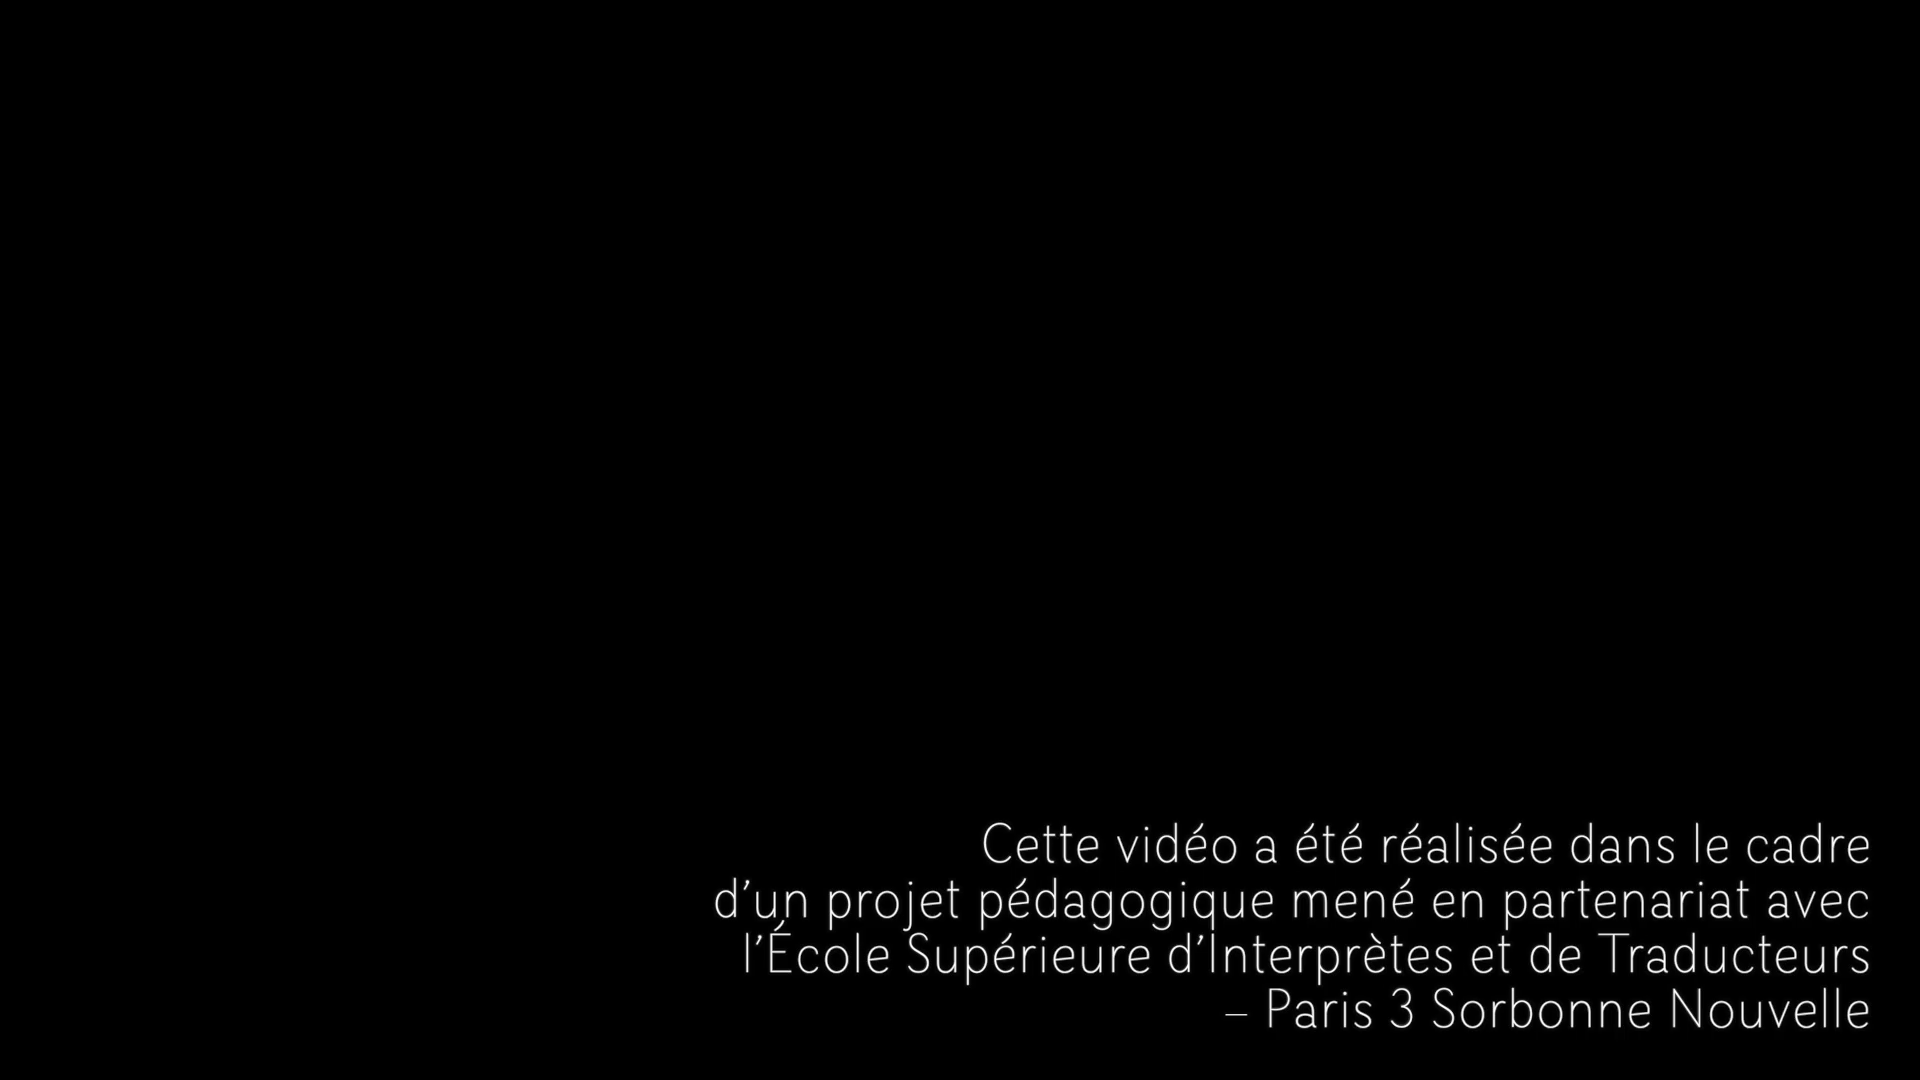 Cette vidéo a été réalisée dans le cadre
d’un projet pédagogique mené en partenariat avec
l’École Supérieure d’Interprètes et de Traducteurs
– Paris 3 Sorbonne Nouvelle